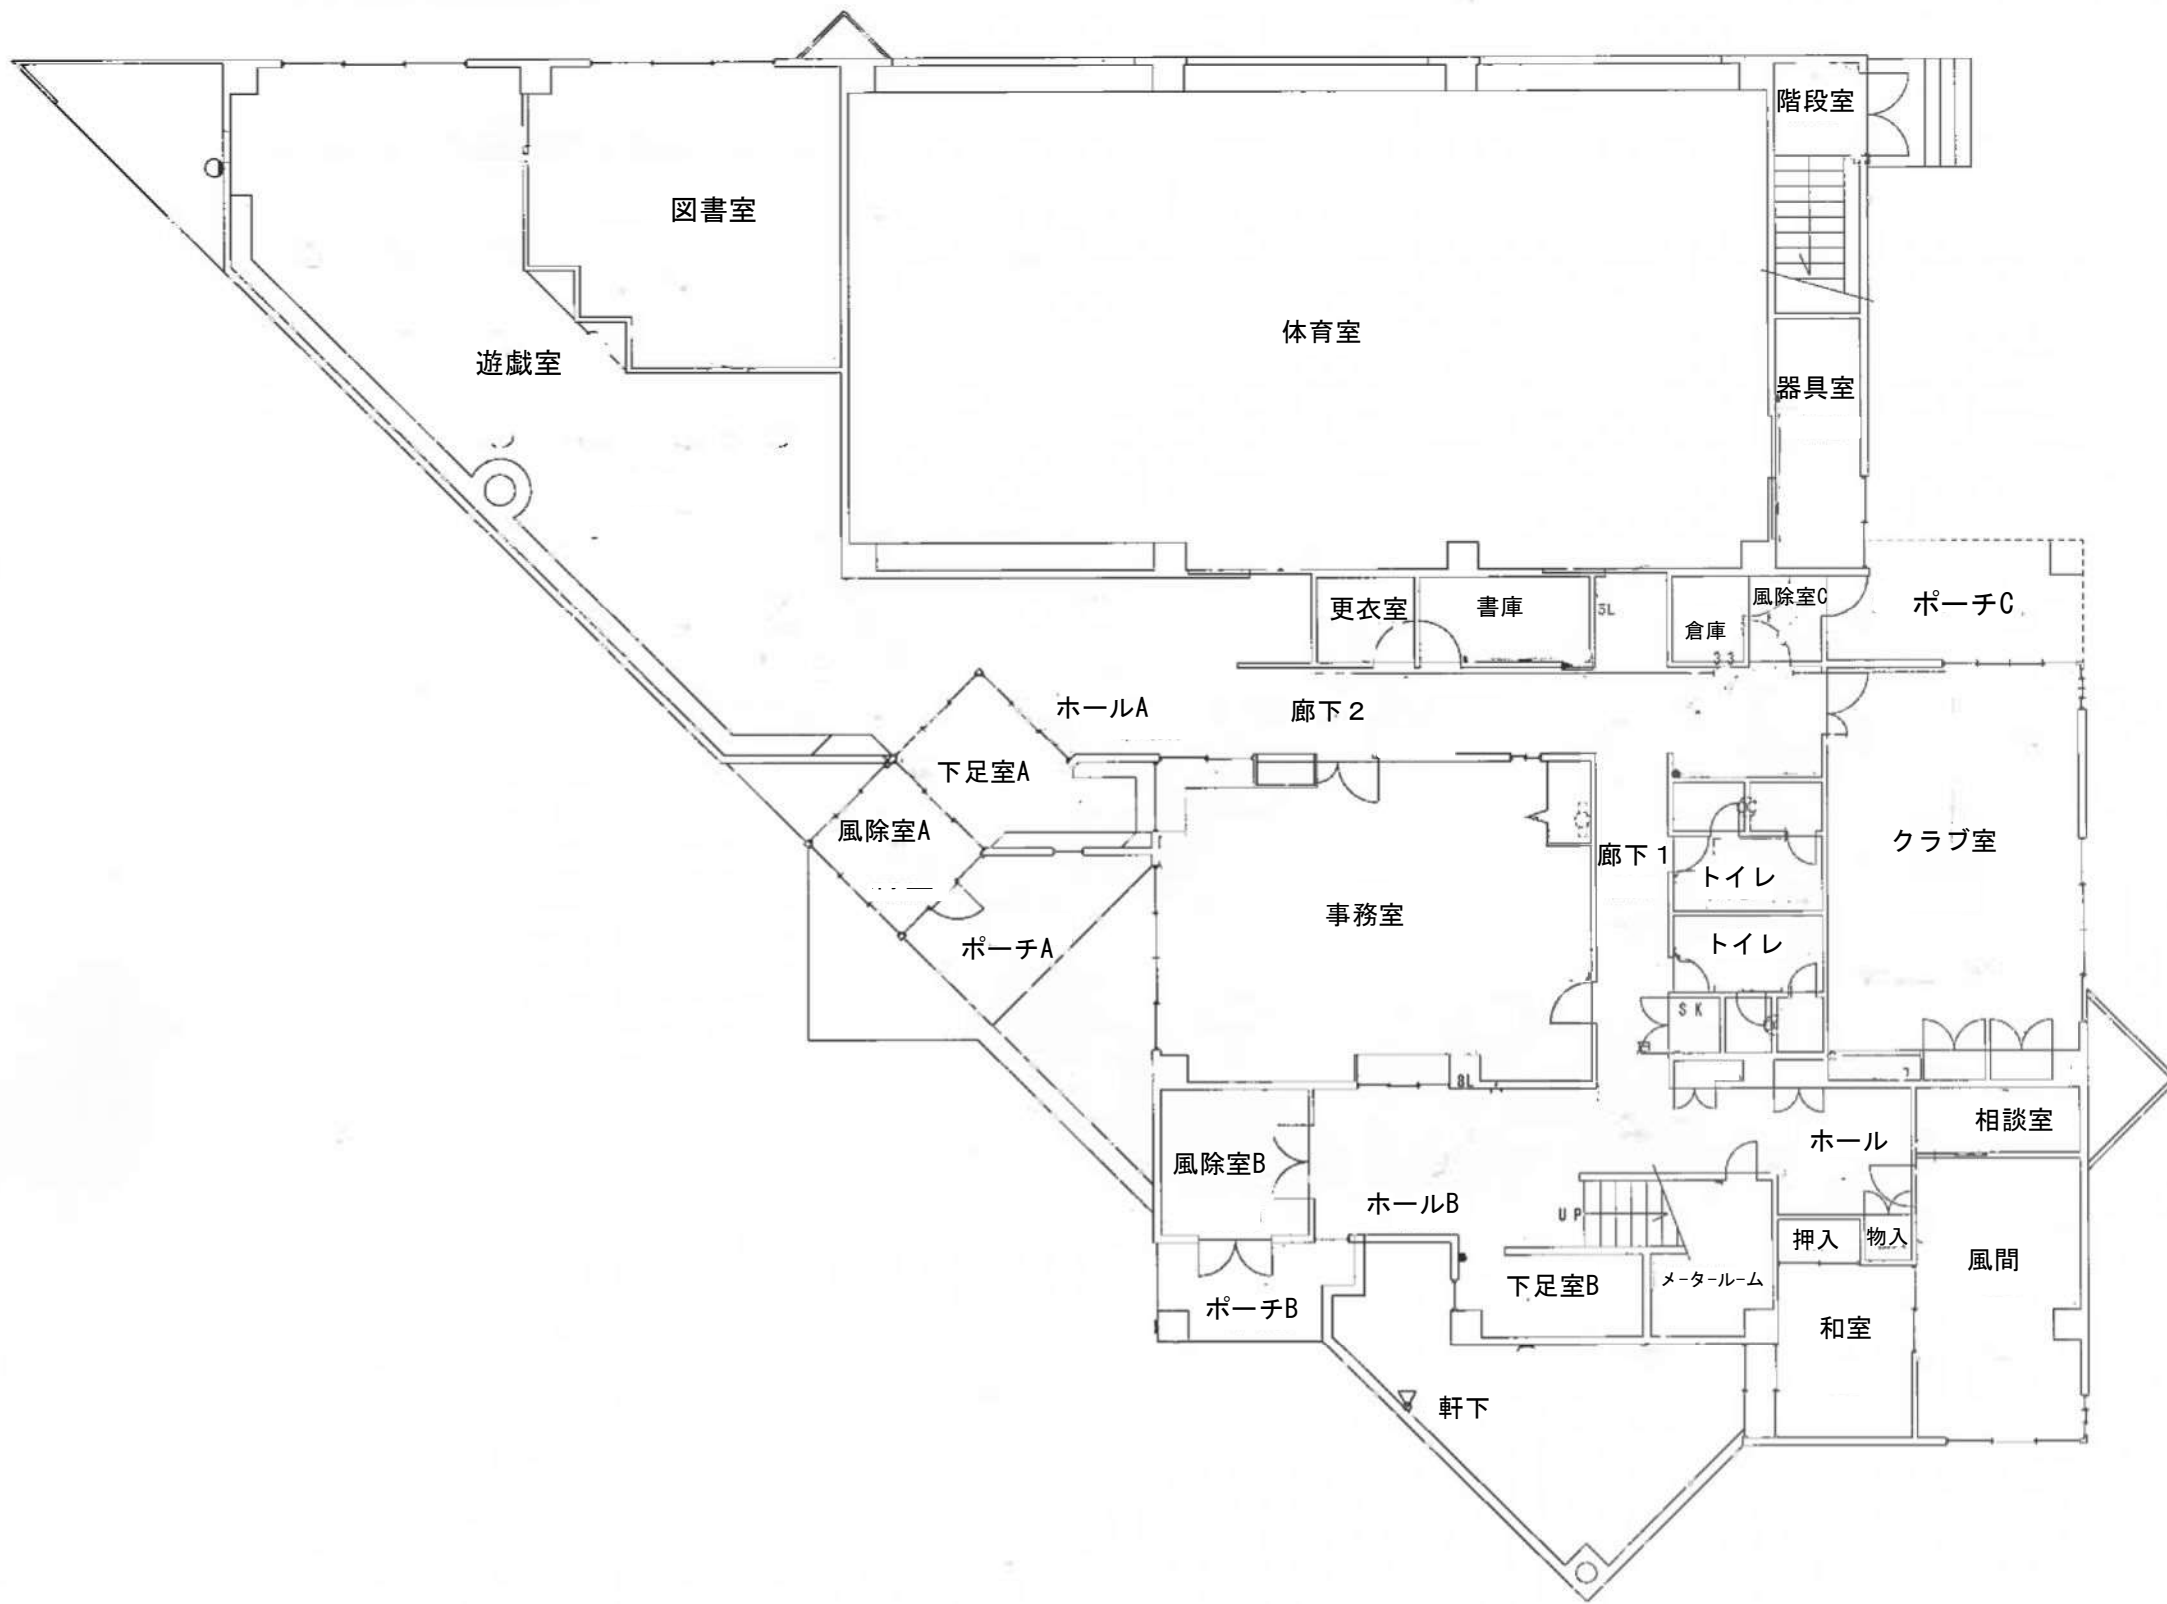 階段室
図書室
体育室
遊戯室
器具室
更衣室
書庫
3L
倉庫
風除室C
ポーチC
ホールA
廊下２
下足室A
風除室A
廊下１
トイレ
クラブ室
事務室
ポーチA
トイレ
SK
8L
相談室
ホール
風除室B
ホールB
UP
押入
物入
風間
下足室B
メータールーム
ポーチB
和室
軒下